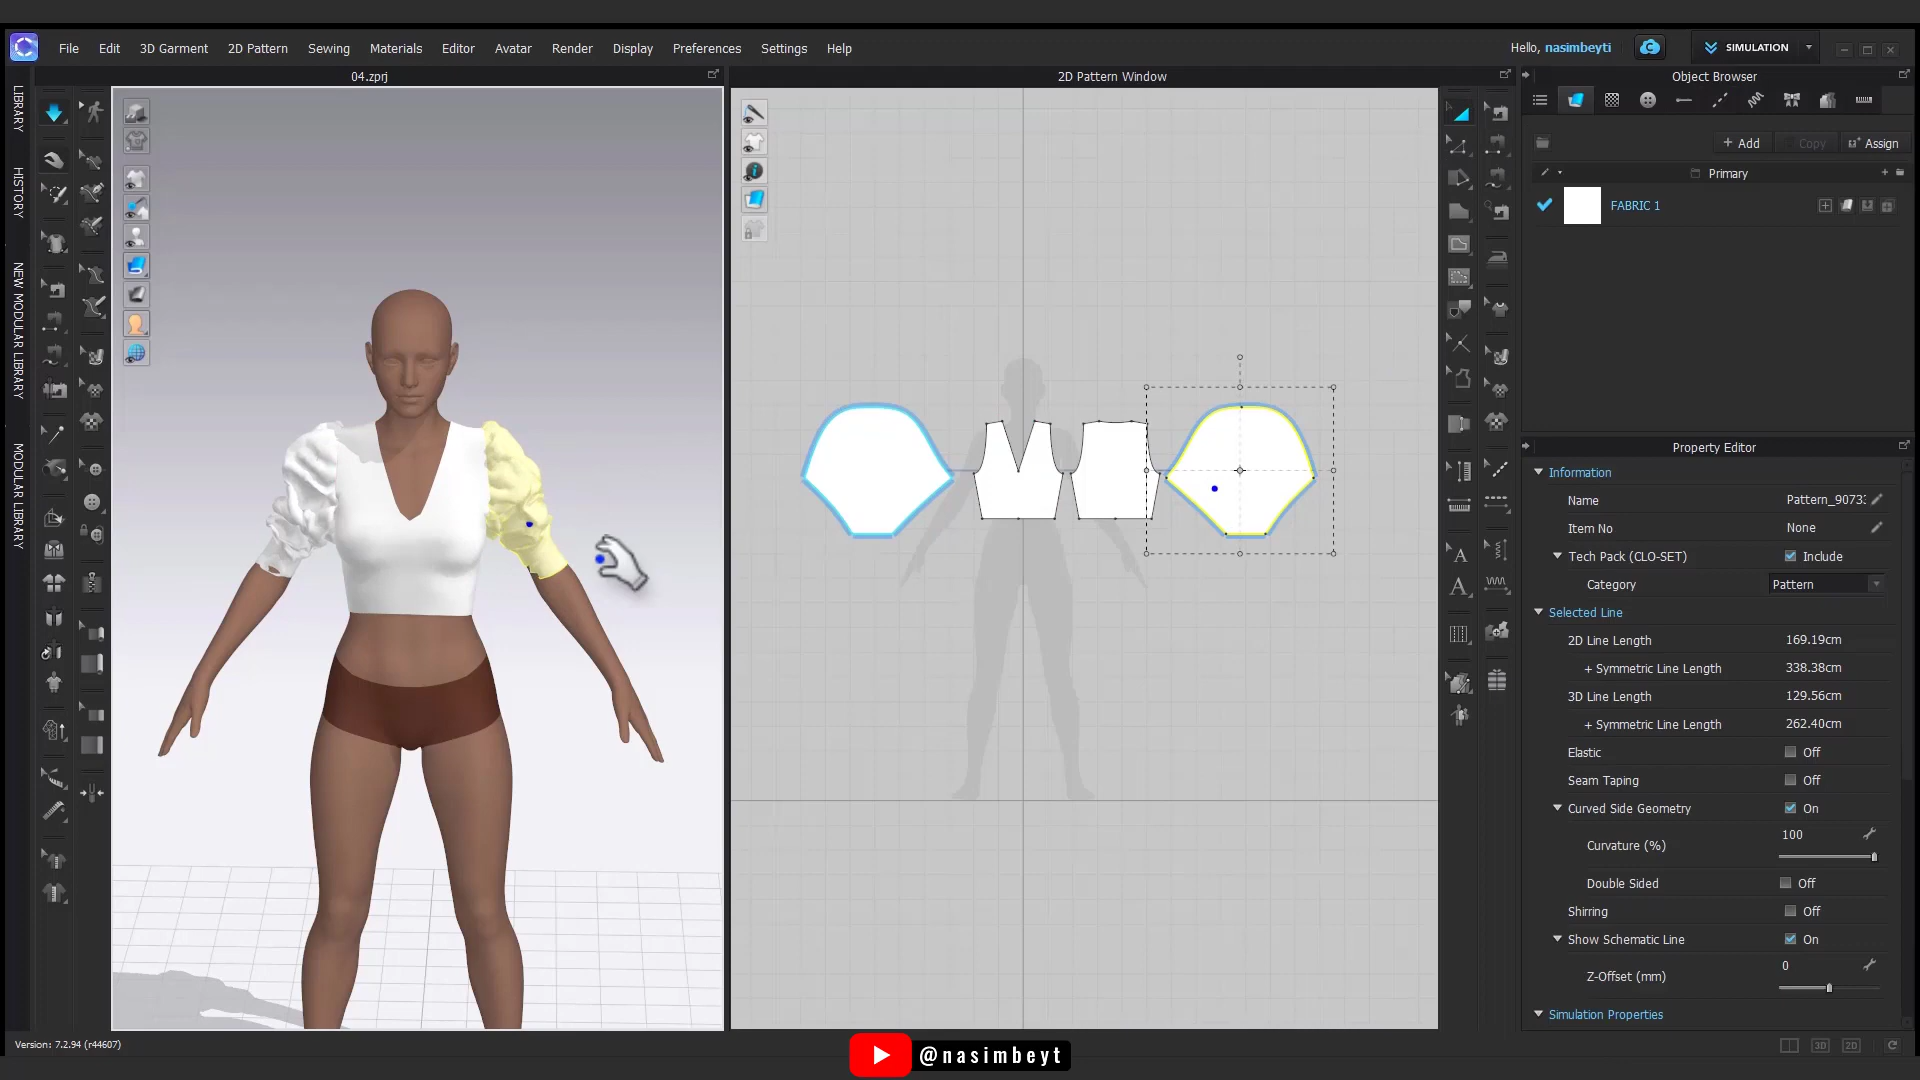 File Edit 3D Garment 2D Pattern Sewing Materials Editor Avatar Render Display Preferences Settings Help
Hello, nasimbeyti
SIMULATION
04.zprj
2D Pattern Window
Object Browser
LIBRARY
HISTORY
NEW MODULAR LIBRARY
MODULAR LIBRARY
+ Add Copy Assign
Primary
FABRIC 1
Property Editor
Information
Name Pattern_9073
Item No None
Tech Pack (CLO-SET) Include
Category Pattern
Selected Line
2D Line Length 169.19cm
+ Symmetric Line Length 338.38cm
3D Line Length 129.56cm
+ Symmetric Line Length 262.40cm
Elastic Off
Seam Taping Off
Curved Side Geometry On
Curvature (%) 100
Double Sided Off
Shirring Off
Show Schematic Line On
Z-Offset (mm) 0
Simulation Properties
Version: 7.2.94 (r44607)
3D 2D
@nasimbeyt